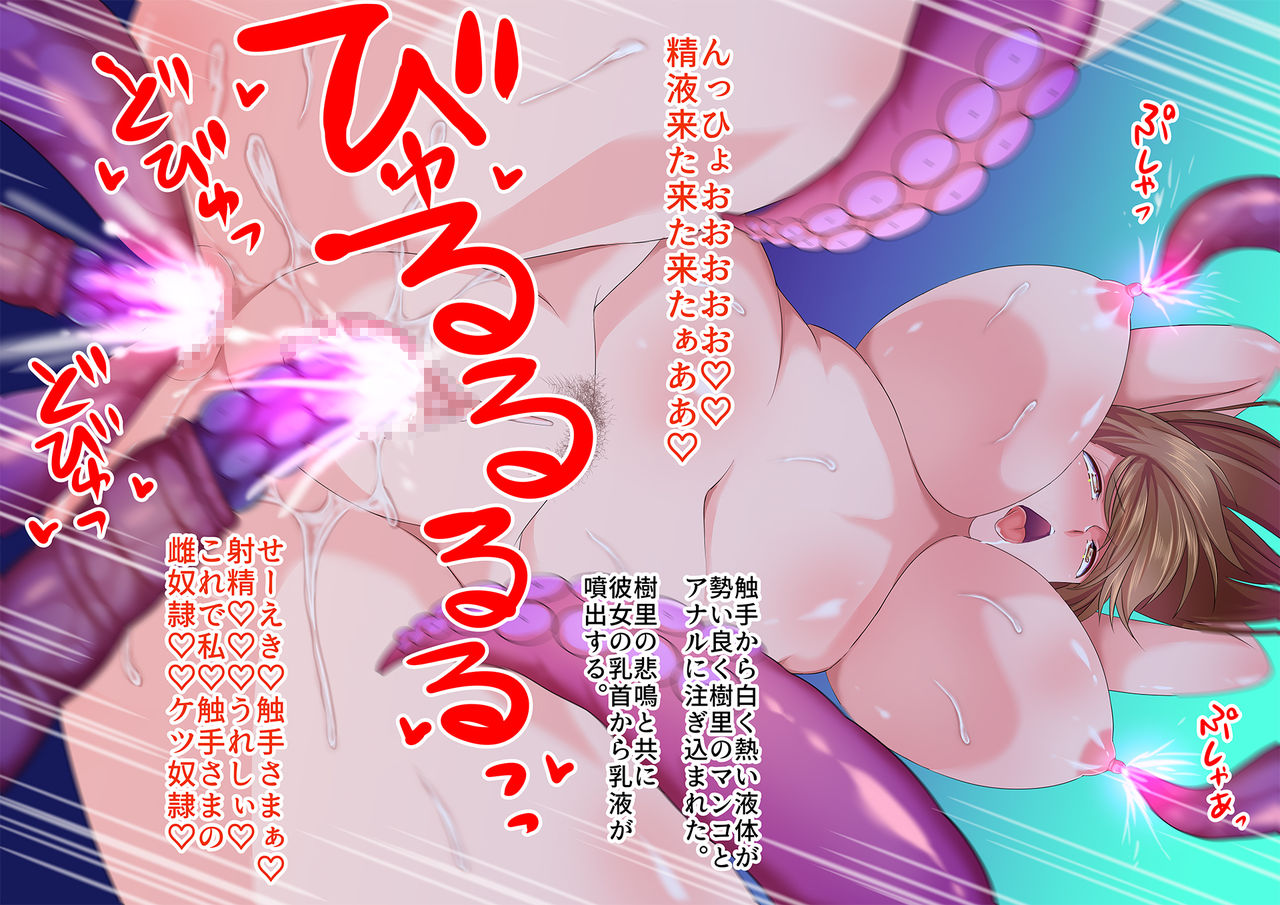 んっひょおおおおお♡♡
精液来た来た来たぁああ♡
ぷしゃっ
びゅるるるるるっっ
どびゅっ
触手から白く熱い液体が
勢い良く樹里のマンコと
アナルに注ぎ込まれた。
樹里の悲鳴と共に
彼女の乳首から乳液が
噴出する。
ぷしゃあっ
どびゅっ
せーえき♡触手さまぁ♡
射精♡♡♡うれしぃ♡
これで私♡触手さまの
雌奴隷♡♡ケツ奴隷♡